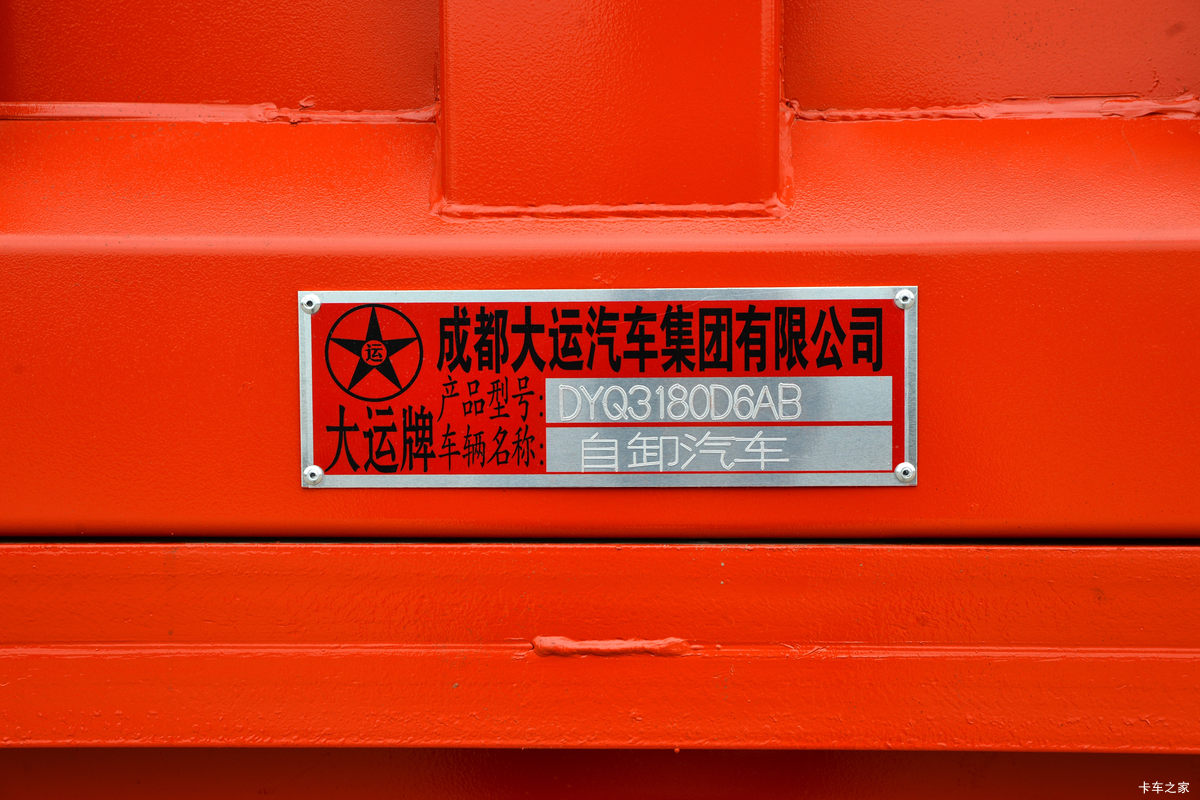 运
成都大运汽车集团有限公司
产品型号: DYQ3180D6AB
大运牌
车辆名称: 自卸汽车
卡车之家